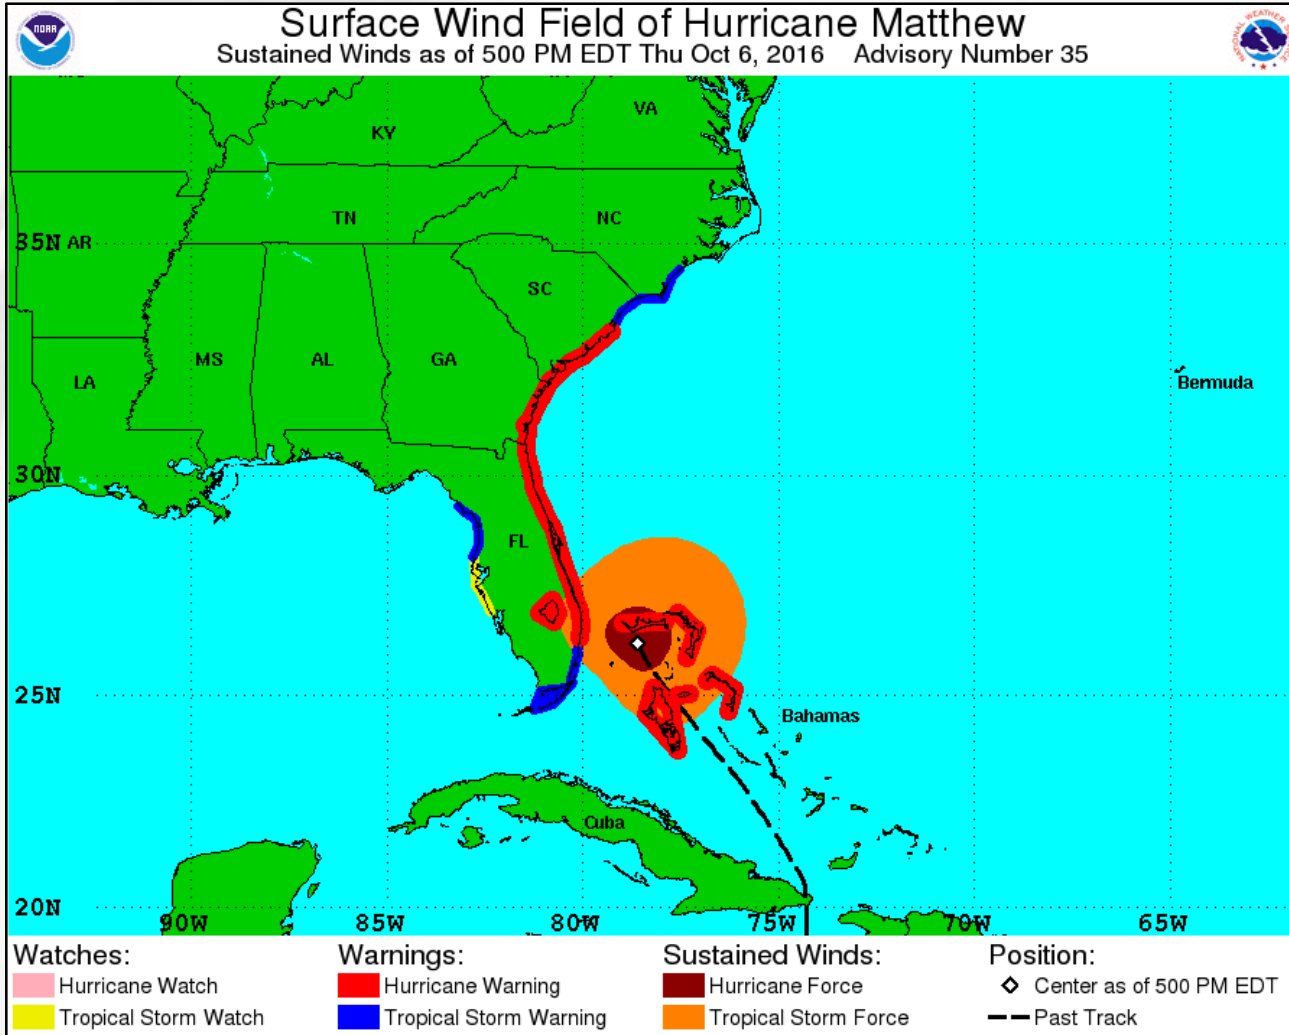 Surface Wind Field of Hurricane Matthew
Sustained Winds as of 500 PM EDT Thu Oct 6, 2016 Advisory Number 35
NOAA
NATIONAL WEATHER SERVICE
VA
KY
TN
NC
35N AR
SC
MS
AL
GA
LA
Bermuda
30N
FL
25N
Bahamas
Cuba
20N
90W
85W
80W
75W
70W
65W
Watches: Warnings: Sustained Winds: Position:
Hurricane Watch Hurricane Warning Hurricane Force Center as of 500 PM EDT
Tropical Storm Watch Tropical Storm Warning Tropical Storm Force Past Track